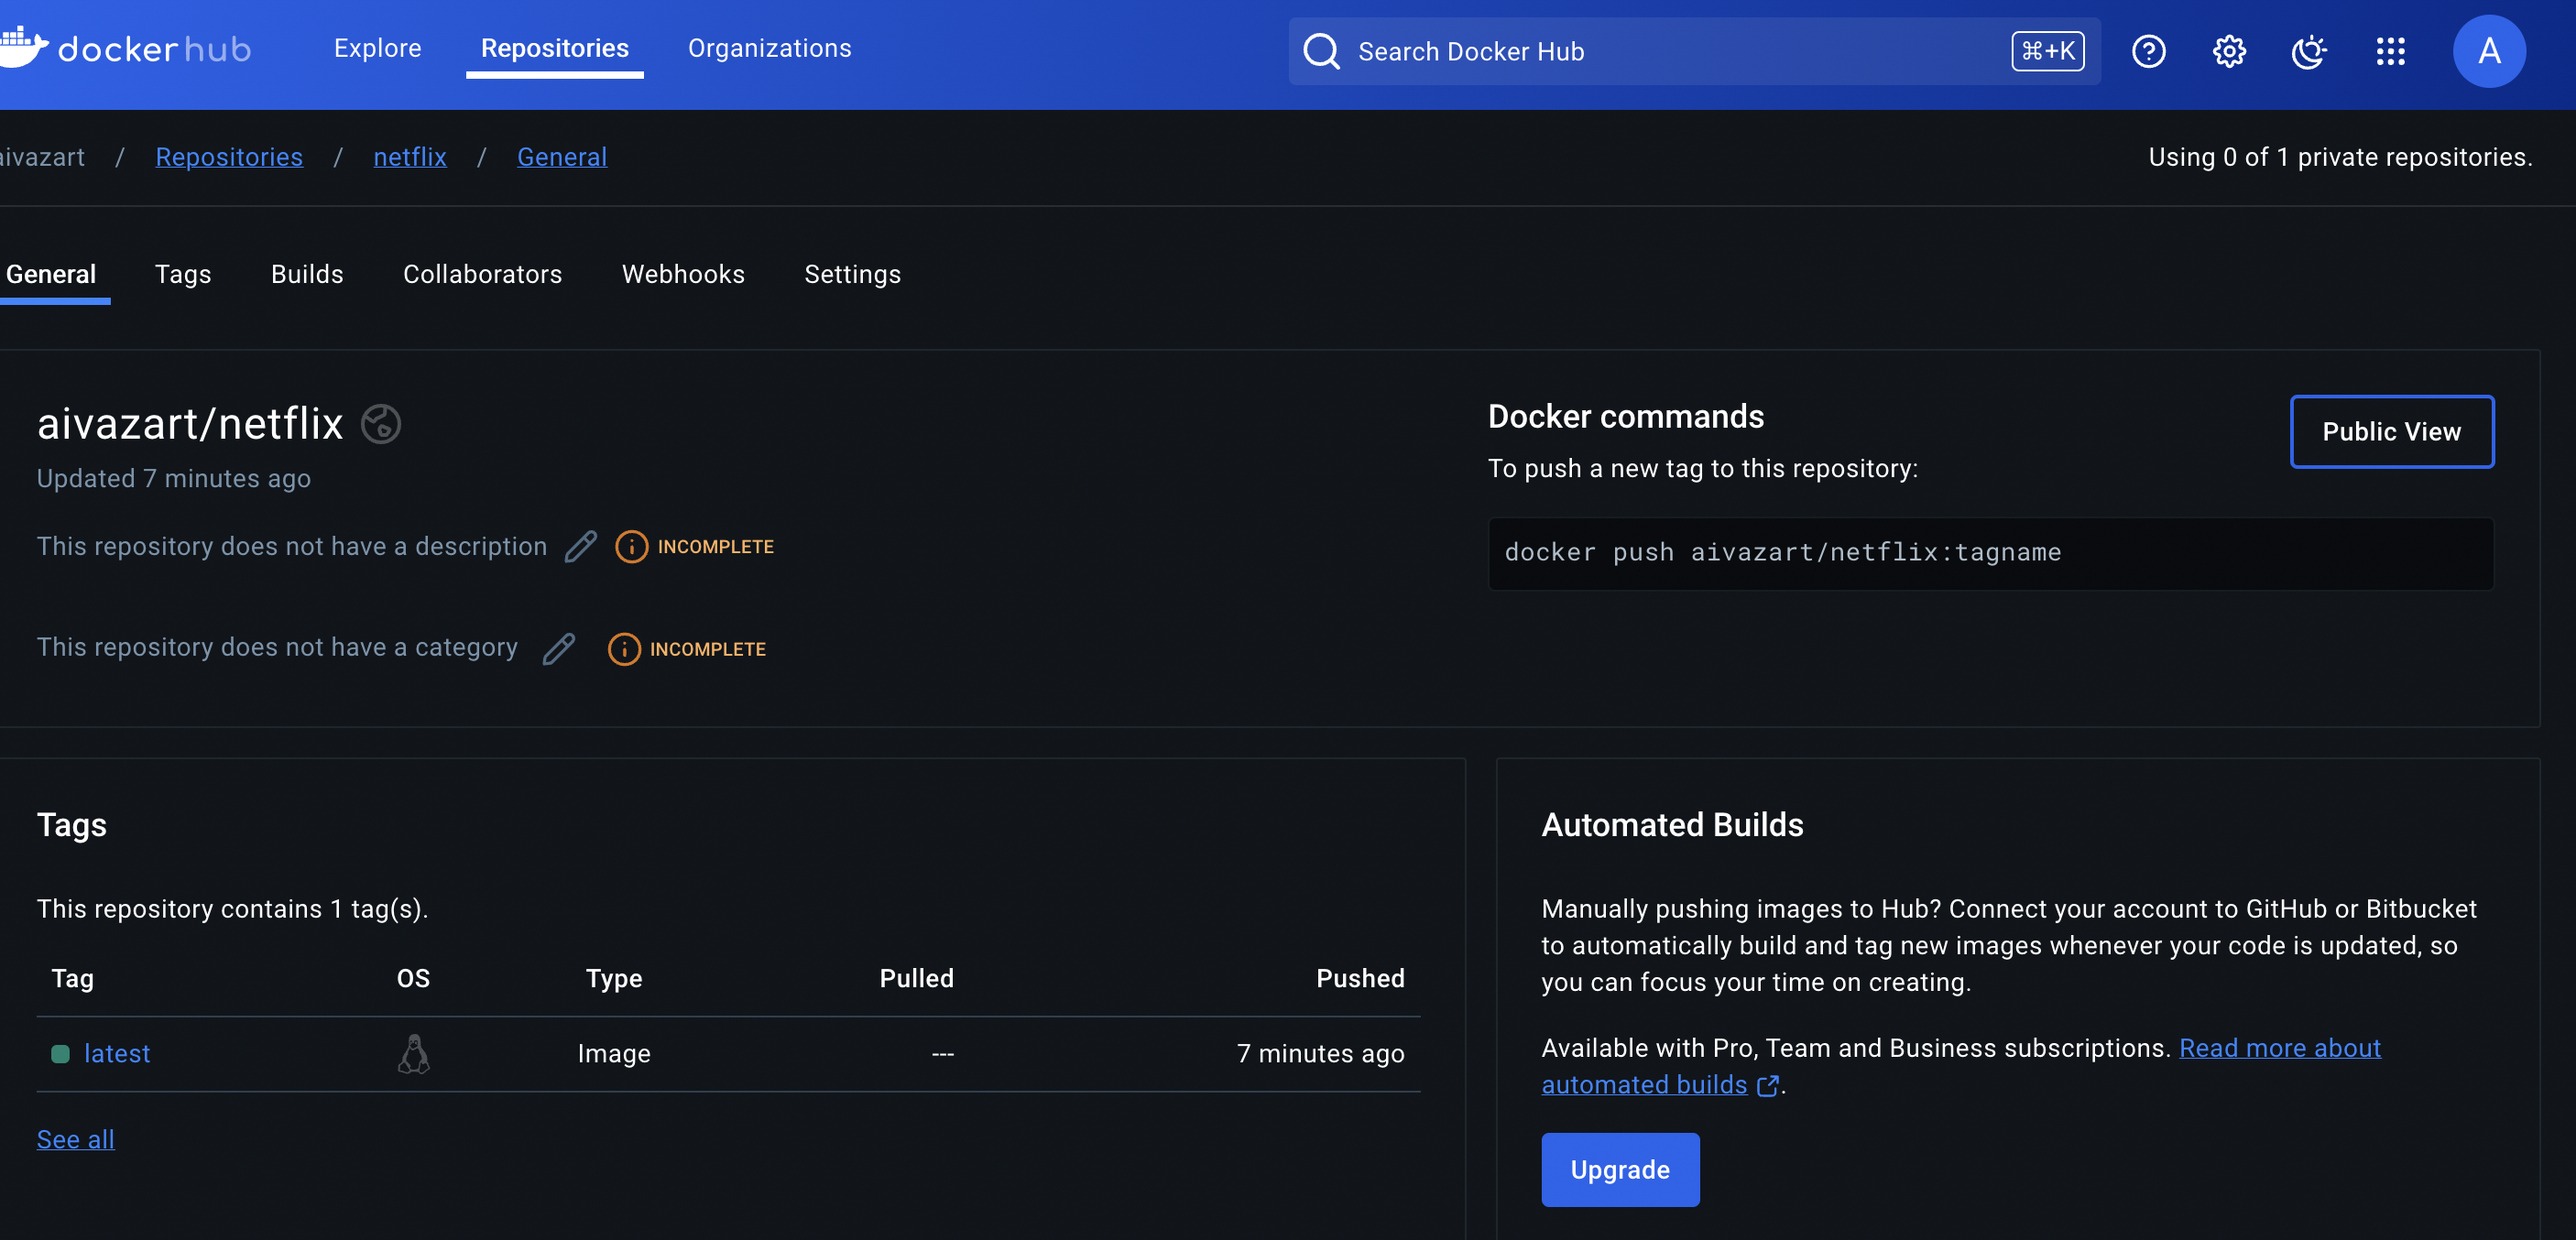 dockerhub Explore Repositories Organizations Search Docker Hub ⌘+K A
aivazart / Repositories / netflix / General Using 0 of 1 private repositories.
General Tags Builds Collaborators Webhooks Settings
aivazart/netflix
Updated 7 minutes ago
This repository does not have a description INCOMPLETE
This repository does not have a category INCOMPLETE
Docker commands
Public View
To push a new tag to this repository:
docker push aivazart/netflix:tagname
Tags
This repository contains 1 tag(s).
Tag OS Type Pulled Pushed
latest Image --- 7 minutes ago
See all
Automated Builds
Manually pushing images to Hub? Connect your account to GitHub or Bitbucket
to automatically build and tag new images whenever your code is updated, so
you can focus your time on creating.
Available with Pro, Team and Business subscriptions. Read more about
automated builds .
Upgrade